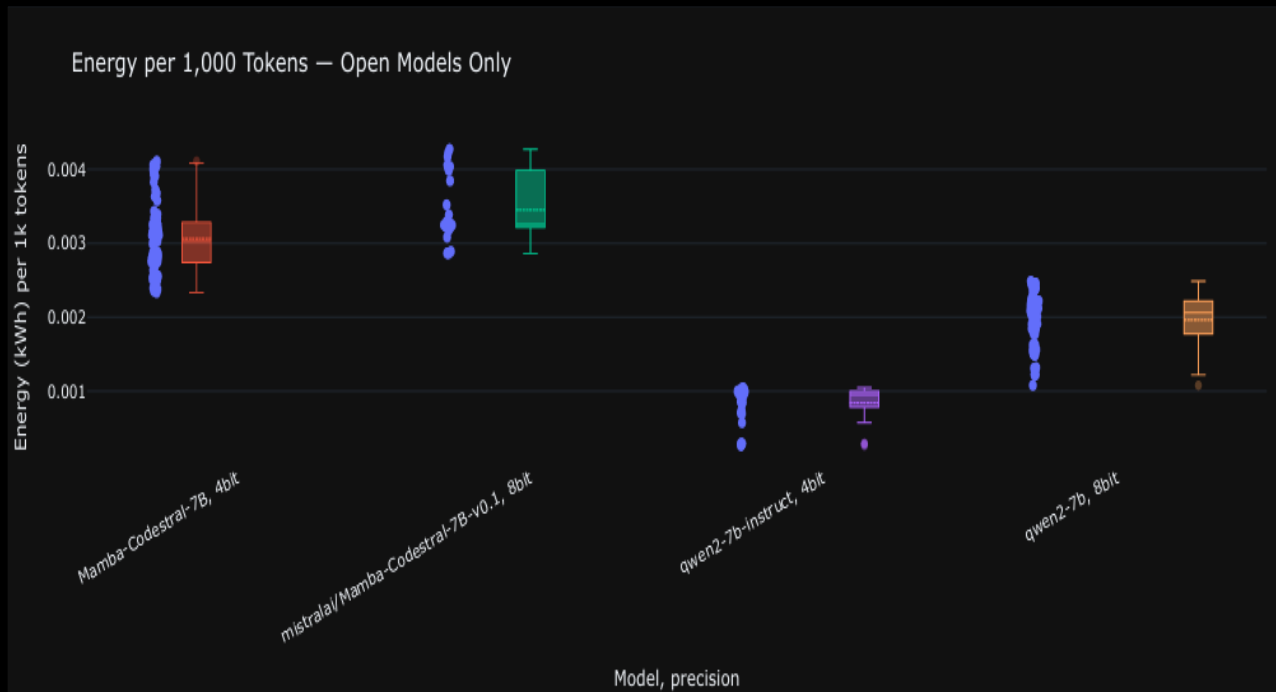 Energy per 1,000 Tokens — Open Models Only
Energy (kWh) per 1k tokens
0.004
0.003
0.002
0.001
Mamba-Codestral-7B, 4bit
mistralai/Mamba-Codestral-7B-v0.1, 8bit
qwen2-7b-instruct, 4bit
qwen2-7b, 8bit
Model, precision